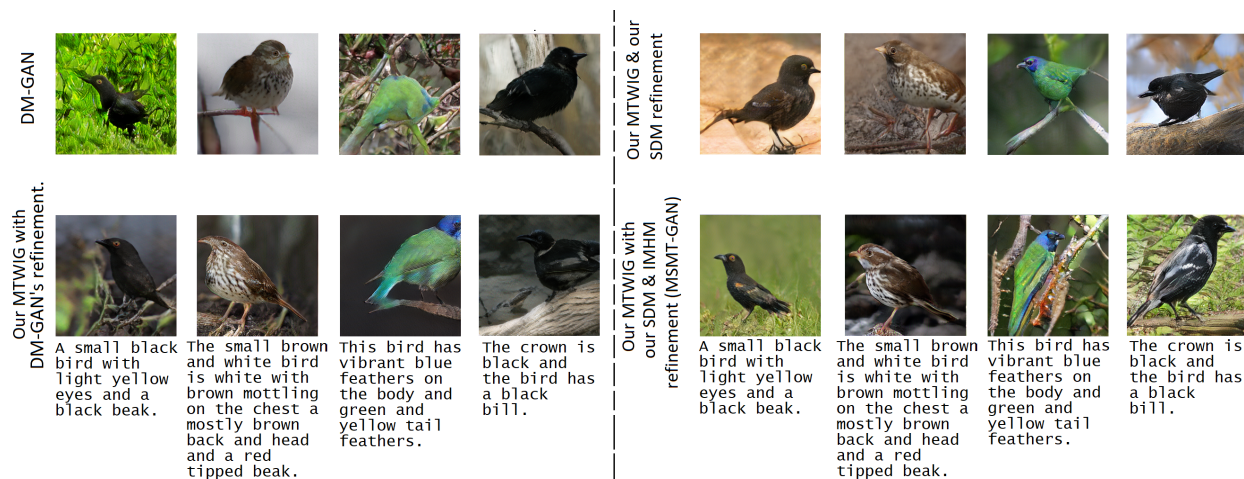 DM-GAN
Our MTWIG with
DM-GAN's refinement.
A small black
bird with
light yellow
eyes and a
black beak.
The small brown
and white bird
is white with
brown mottling
on the chest a
mostly brown
back and head
and a red
tipped beak.
This bird has
vibrant blue
feathers on
the body and
green and
yellow tail
feathers.
The crown is
black and
the bird has
a black
bill.
Our MTWIG & our
SDM refinement
Our MTWIG with
our SDM & IMHM
refinement (MSMT-GAN)
A small black
bird with
light yellow
eyes and a
black beak.
The small brown
and white bird
is white with
brown mottling
on the chest a
mostly brown
back and head
and a red
tipped beak.
This bird has
vibrant blue
feathers on
the body and
green and
yellow tail
feathers.
The crown is
black and
the bird has
a black
bill.